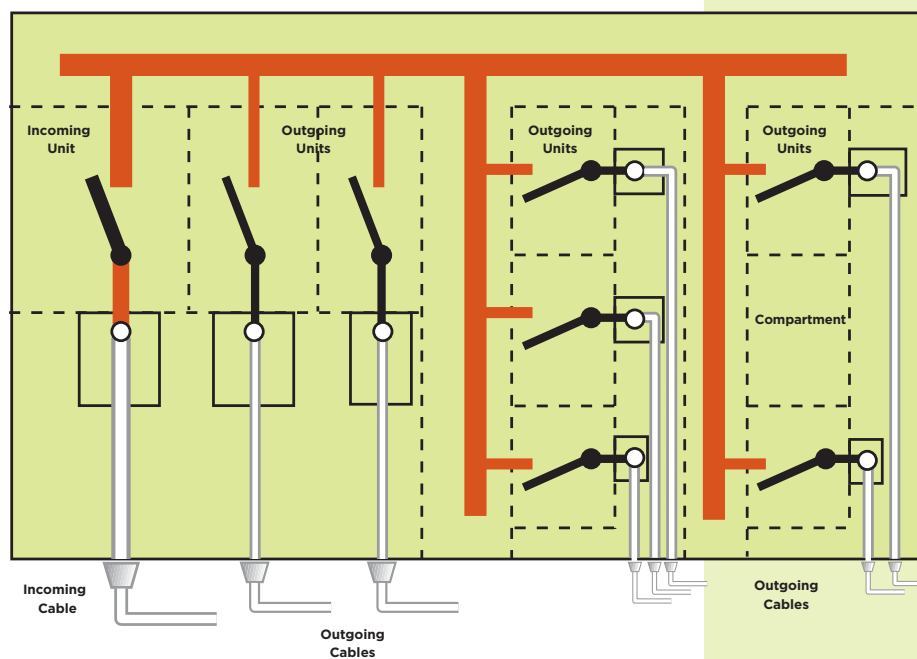 Incoming
Unit
Outgoing
Units
Outgoing
Units
Outgoing
Units
Compartment
Incoming
Cable
Outgoing
Cables
Outgoing
Cables